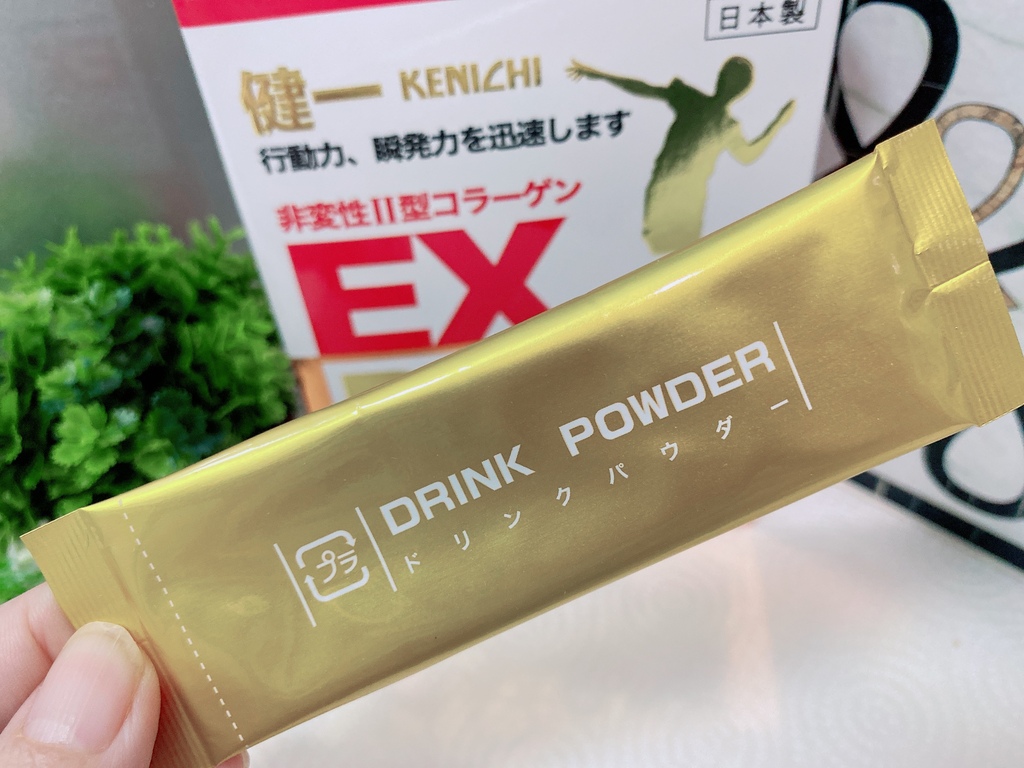 日本製
健一 KENICHI
行動力、瞬発力を迅速します
非変性II型コラーゲン
EX
プラ
DRINK POWDER
ドリンクパウダー